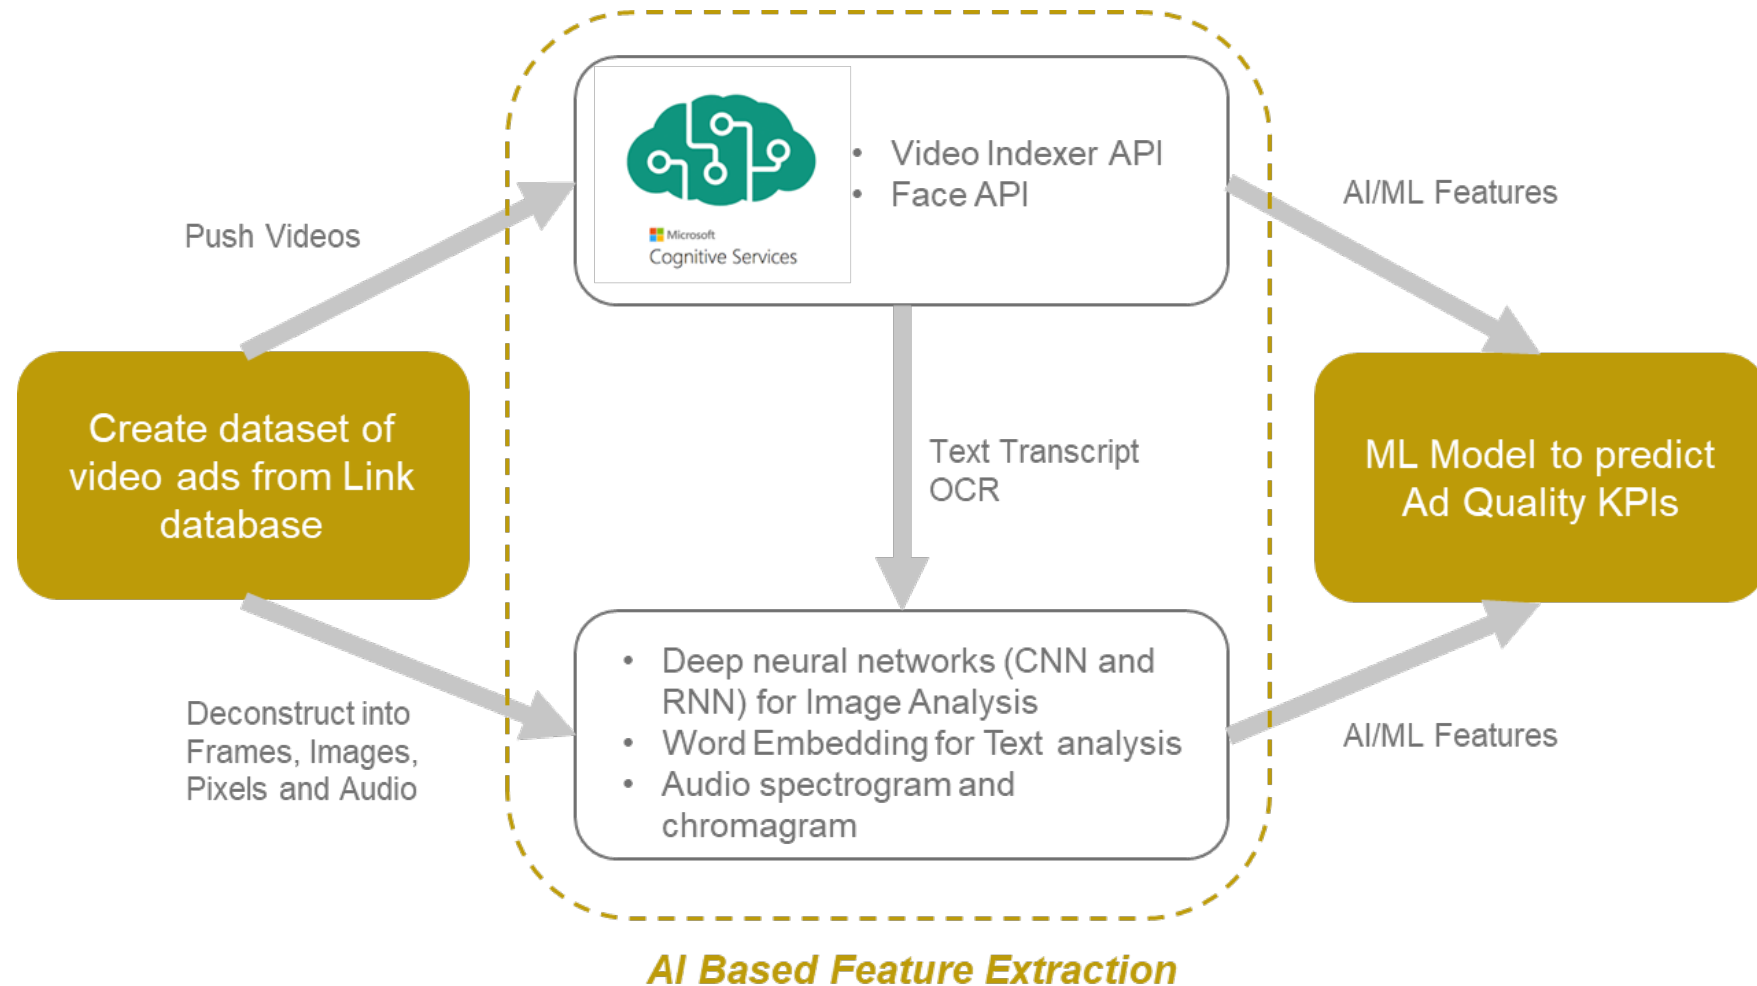 Video Indexer API
Face API
Microsoft
Cognitive Services
Push Videos
AI/ML Features
Create dataset of
video ads from Link
database
Text Transcript
OCR
ML Model to predict
Ad Quality KPIs
Deconstruct into
Frames, Images,
Pixels and Audio
• Deep neural networks (CNN and
RNN) for Image Analysis
• Word Embedding for Text analysis
• Audio spectrogram and
chromagram
AI/ML Features
AI Based Feature Extraction